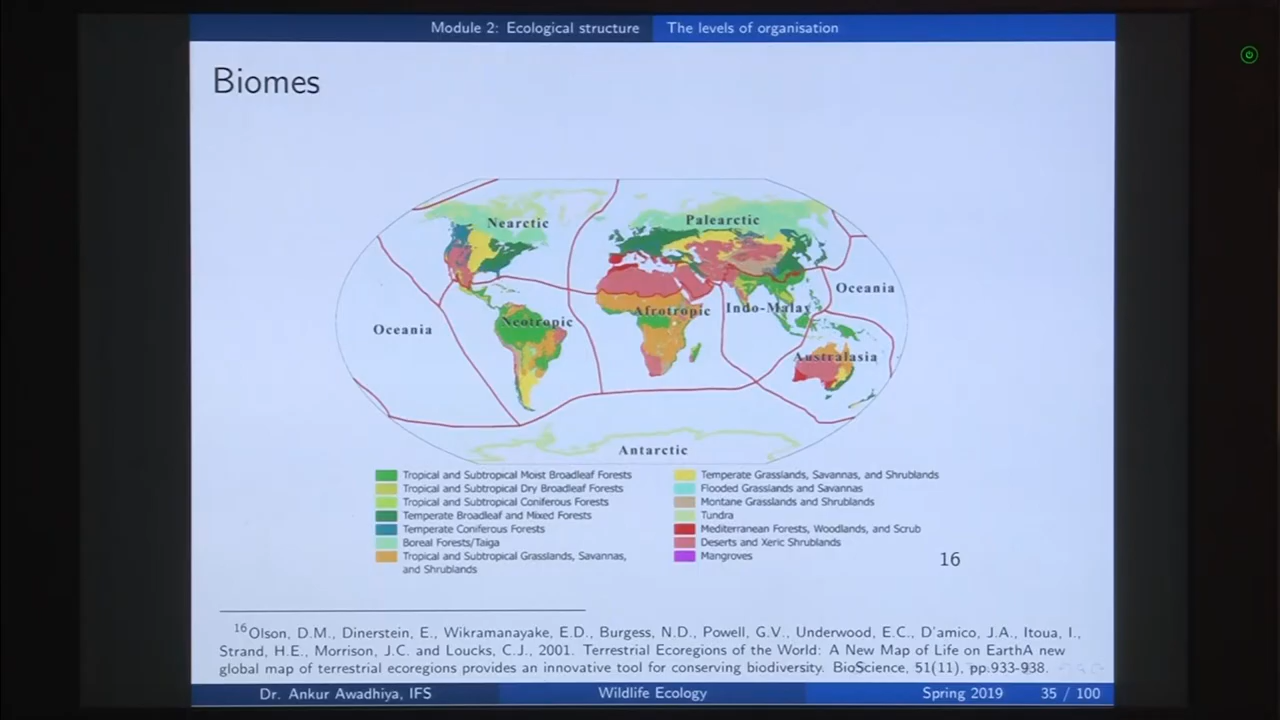 Module 2: Ecological structure The levels of organisation
Biomes
Nearctic
Palearctic
Oceania
Oceania
Neotropic
Afrotropic
Indo-Malay
Australasia
Antarctic
Tropical and Subtropical Moist Broadleaf Forests
Tropical and Subtropical Dry Broadleaf Forests
Tropical and Subtropical Coniferous Forests
Temperate Broadleaf and Mixed Forests
Temperate Coniferous Forests
Boreal Forests/Taiga
Tropical and Subtropical Grasslands, Savannas,
and Shrublands
Temperate Grasslands, Savannas, and Shrublands
Flooded Grasslands and Savannas
Montane Grasslands and Shrublands
Tundra
Mediterranean Forests, Woodlands, and Scrub
Deserts and Xeric Shrublands
Mangroves
16
16 Olson, D.M., Dinerstein, E., Wikramanayake, E.D., Burgess, N.D., Powell, G.V., Underwood, E.C., D'amico, J.A., Itoua, I.,
Strand, H.E., Morrison, J.C. and Loucks, C.J., 2001. Terrestrial Ecoregions of the World: A New Map of Life on EarthA new
global map of terrestrial ecoregions provides an innovative tool for conserving biodiversity. BioScience, 51(11), pp.933-938.
Dr. Ankur Awadhiya, IFS Wildlife Ecology Spring 2019 35 / 100